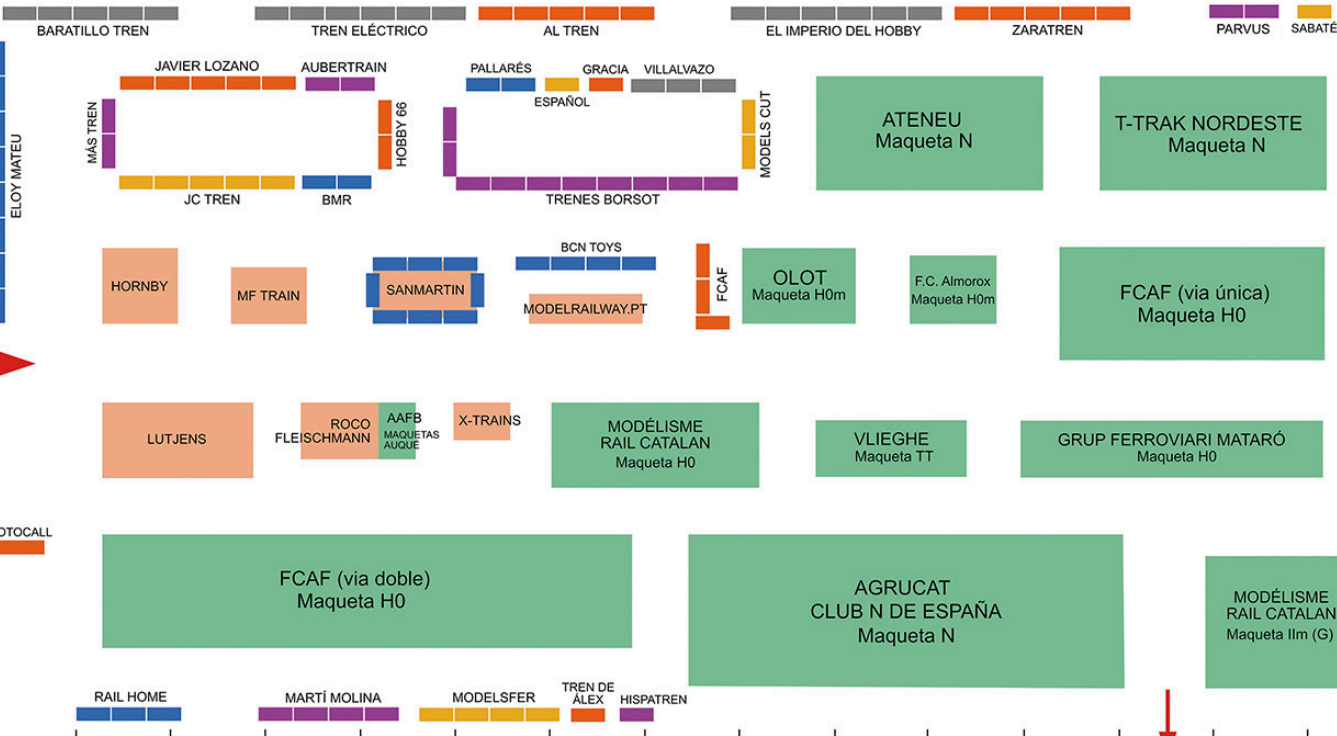 BARATILLO TREN
TREN ELÉCTRICO
AL TREN
EL IMPERIO DEL HOBBY
ZARATREN
PARVUS
SABATÉ
JAVIER LOZANO
AUBERTRAIN
PALLARÉS
GRACIA
VILLALVAZO
ESPAÑOL
ELOY MATEU
MÁS TREN
HOBBY 66
MODELS CUT
JC TREN
BMR
TRENES BORSOT
ATENEU
Maqueta N
T-TRAK NORDESTE
Maqueta N
HORNBY
MF TRAIN
SANMARTIN
BCN TOYS
MODELRAILWAY.PT
FCAF
OLOT
Maqueta H0m
F.C. Almorox
Maqueta H0m
FCAF (via única)
Maqueta H0
LUTJENS
ROCO
FLEISCHMANN
AAFB
MAQUETAS
AUQUÉ
X-TRAINS
MODÉLISME
RAIL CATALAN
Maqueta H0
VLIEGHE
Maqueta TT
GRUP FERROVIARI MATARÓ
Maqueta H0
OTOCALL
FCAF (via doble)
Maqueta H0
AGRUCAT
CLUB N DE ESPAÑA
Maqueta N
MODÉLISME
RAIL CATALAN
Maqueta IIm (G)
RAIL HOME
MARTÍ MOLINA
MODELSFER
TREN DE
ÁLEX
HISPATREN